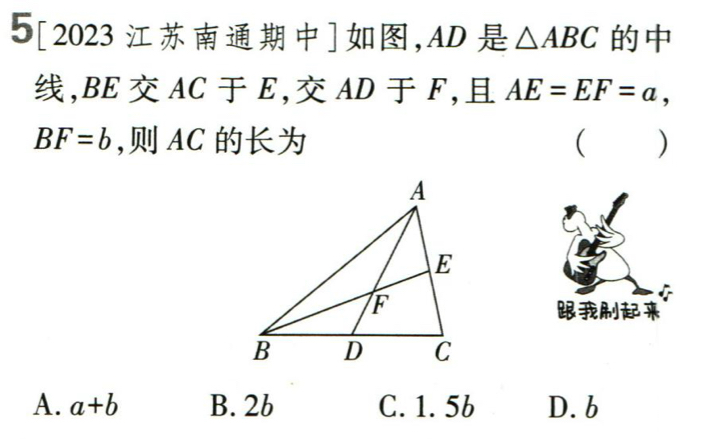 5[2023 江苏南通期中]如图,AD 是△ABC 的中
线,BE 交 AC 于 E,交 AD 于 F,且 AE=EF=a,
BF=b,则 AC 的长为 (    )
A
E
F
B D C
跟我刷起来
A. a+b B. 2b C. 1. 5b D. b